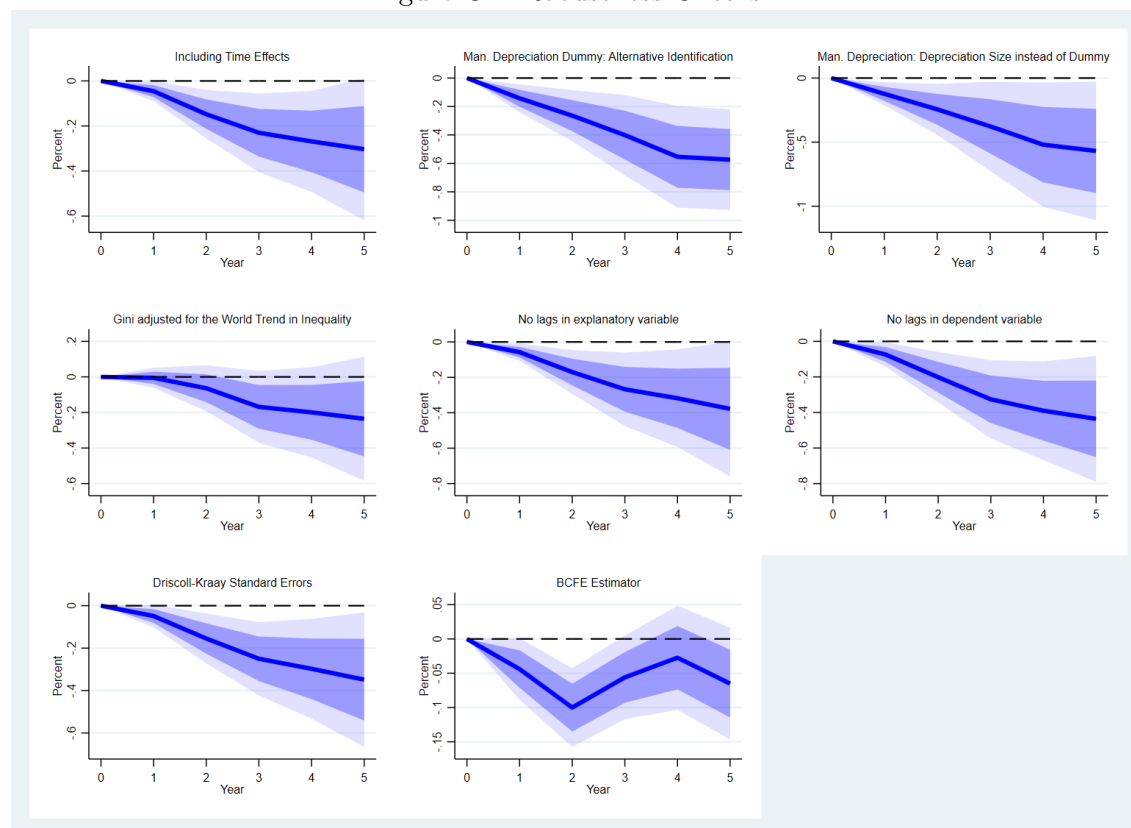 Including Time Effects
Percent
0
-.2
-.4
-.6
0 1 2 3 4 5
Year
Man. Depreciation Dummy: Alternative Identification
Percent
0
-.2
-.4
-.6
-.8
-1
0 1 2 3 4 5
Year
Man. Depreciation: Depreciation Size instead of Dummy
Percent
0
-.5
-1
0 1 2 3 4 5
Year
Gini adjusted for the World Trend in Inequality
Percent
.2
0
-.2
-.4
-.6
0 1 2 3 4 5
Year
No lags in explanatory variable
Percent
0
-.2
-.4
-.6
-.8
0 1 2 3 4 5
Year
No lags in dependent variable
Percent
0
-.2
-.4
-.6
-.8
0 1 2 3 4 5
Year
Driscoll-Kraay Standard Errors
Percent
0
-.2
-.4
-.6
0 1 2 3 4 5
Year
BCFE Estimator
Percent
.05
0
-.05
-.1
-.15
0 1 2 3 4 5
Year